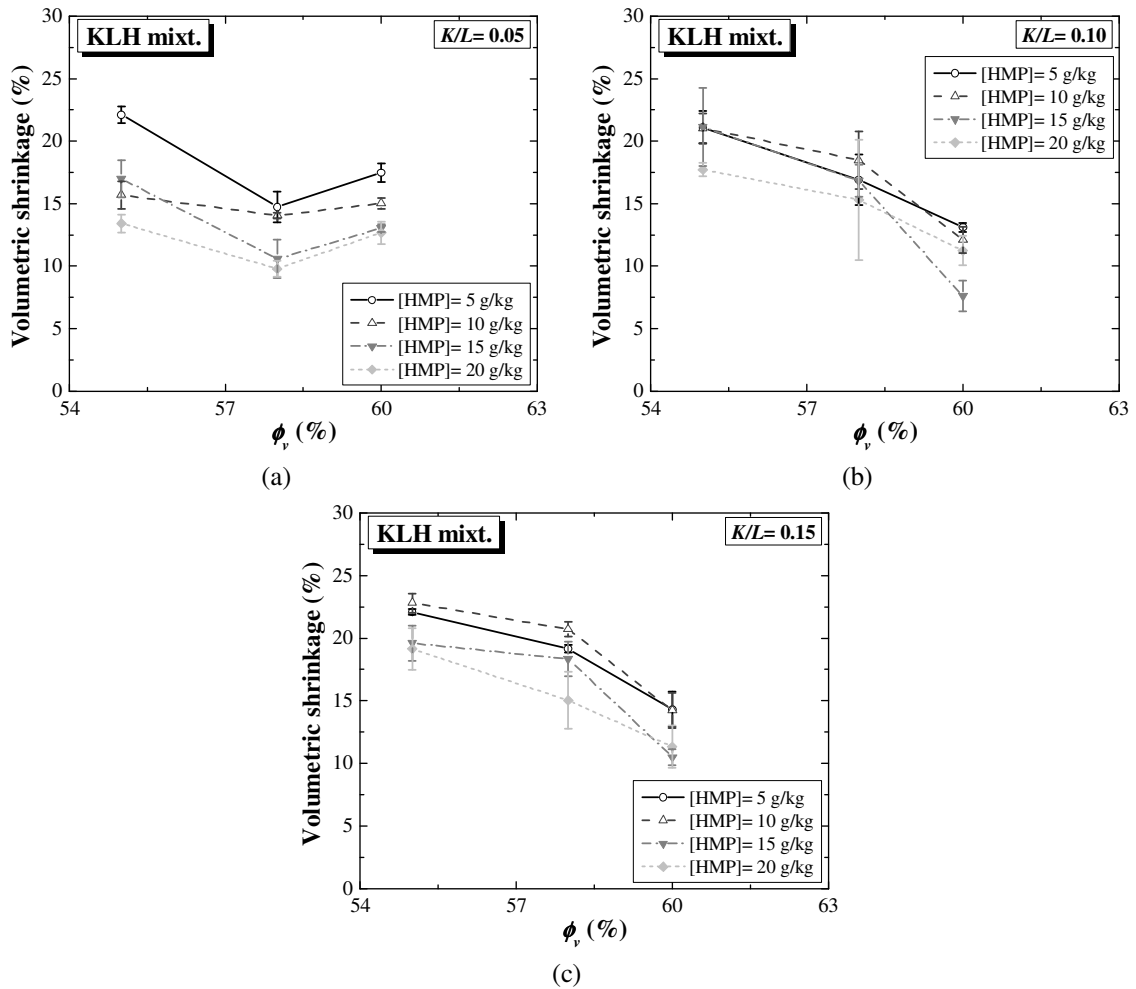 KLH mixt.
K/L= 0.05
Volumetric shrinkage (%)
30
25
20
15
10
5
0
[HMP]= 5 g/kg
[HMP]= 10 g/kg
[HMP]= 15 g/kg
[HMP]= 20 g/kg
54
57
60
63
ϕv (%)
(a)
KLH mixt.
K/L= 0.10
Volumetric shrinkage (%)
30
25
20
15
10
5
0
[HMP]= 5 g/kg
[HMP]= 10 g/kg
[HMP]= 15 g/kg
[HMP]= 20 g/kg
54
57
60
63
ϕv (%)
(b)
KLH mixt.
K/L= 0.15
Volumetric shrinkage (%)
30
25
20
15
10
5
0
[HMP]= 5 g/kg
[HMP]= 10 g/kg
[HMP]= 15 g/kg
[HMP]= 20 g/kg
54
57
60
63
ϕv (%)
(c)